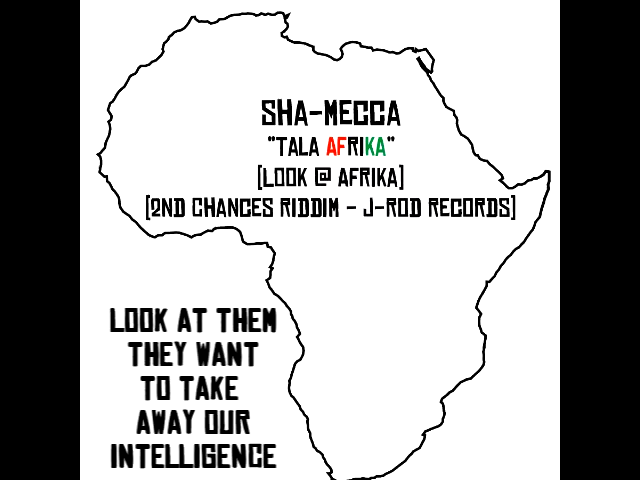 SHA-MECCA
"TALA AFRIKA"
[LOOK @ AFRIKA]
[2ND CHANCES RIDDIM - J-ROD RECORDS]
LOOK AT THEM
THEY WANT
TO TAKE
AWAY OUR
INTELLIGENCE